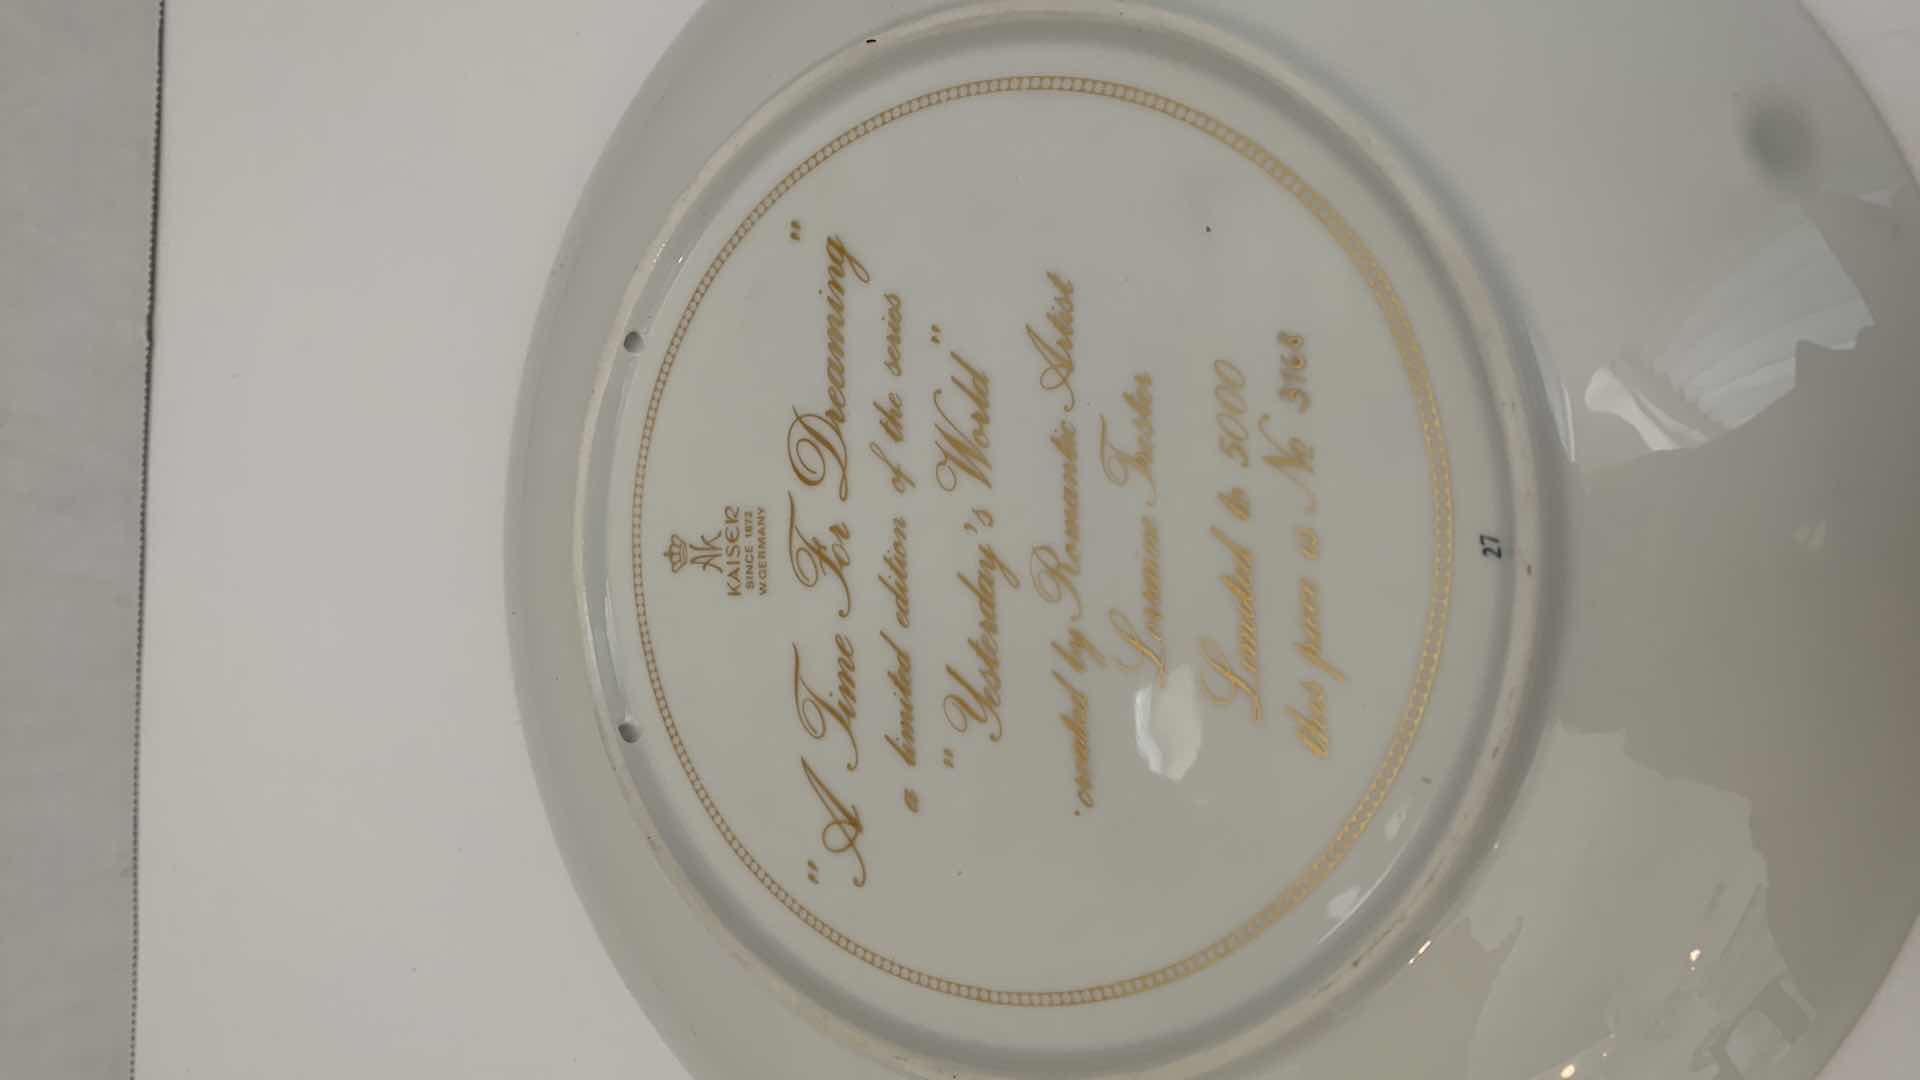 AK
KAISER
SINCE 1872
W.GERMANY
"A Time For Dreaming"
a limited edition of the series
"Yesterday's World"
created by Romantic Artist
Lorraine Trester
Limited to 5000
this piece is No 3168
27